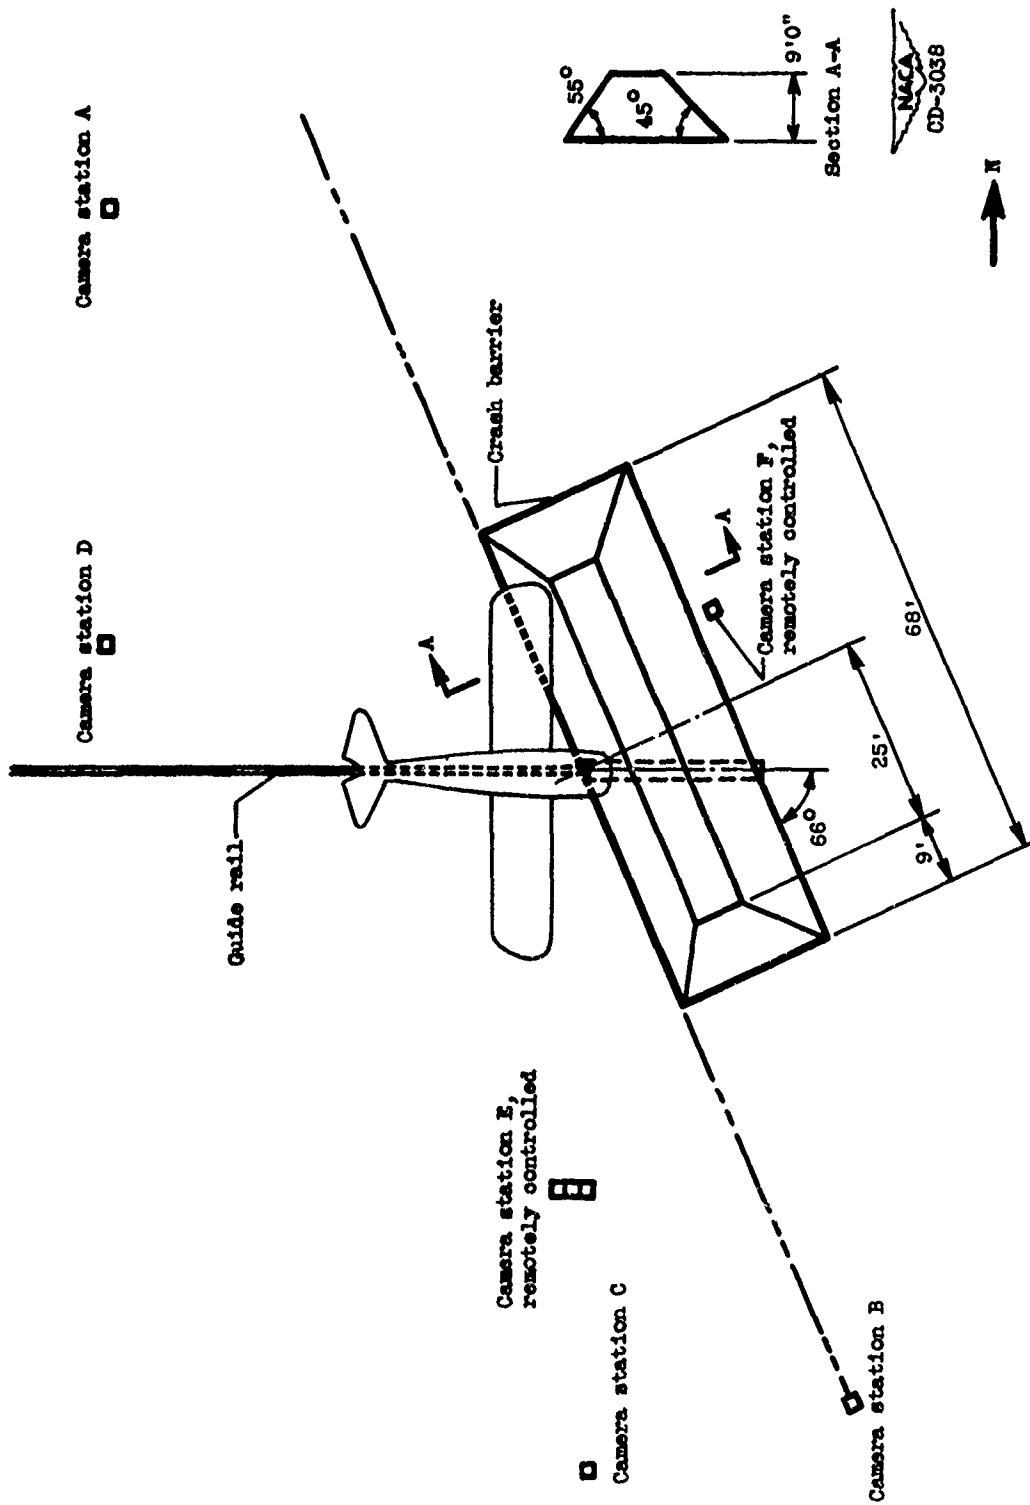 Camera station A
Camera station D
Guide rail
Crash barrier
A
A
Camera station E,
remotely controlled
Camera station F,
remotely controlled
Camera station C
Camera station B
66°
25'
9'
68'
55°
45°
9'0"
Section A-A
N
NACA
CD-3038